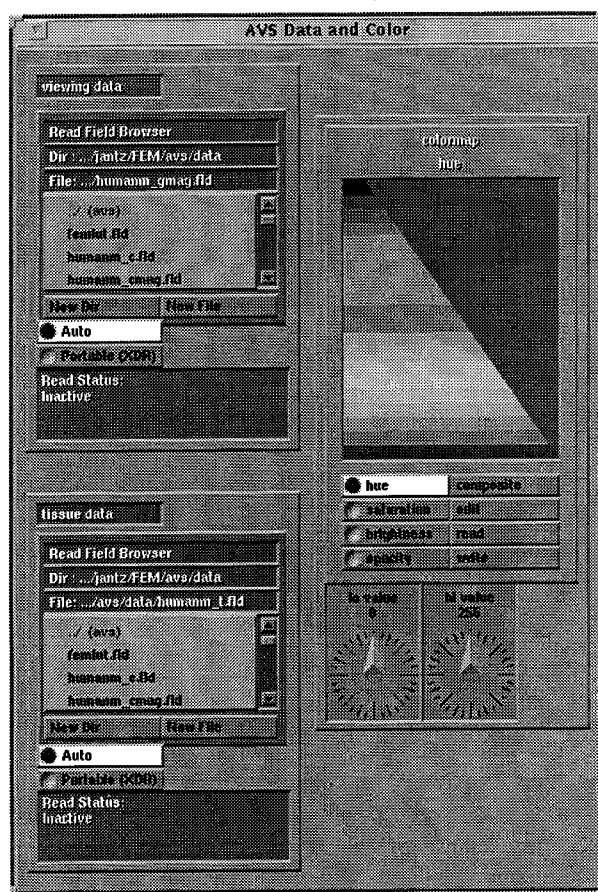 AVS Data and Color
viewing data
Read Field Browser
Dir : .../jantz/FEM/avs/data
File: .../humanm_gmag.fld
../ (avs)
femlut.fld
humanm_c.fld
humanm_cmag.fld
New Dir New File
Auto
Portable (XDR)
Read Status:
Inactive
tissue data
Read Field Browser
Dir : .../jantz/FEM/avs/data
File: .../avs/data/humanm_t.fld
../ (avs)
femlut.fld
humanm_c.fld
humanm_cmag.fld
New Dir New File
Auto
Portable (XDR)
Read Status:
Inactive
colormap
hue
hue composite
saturation edit
brightness read
opacity write
lo value hi value
0 255